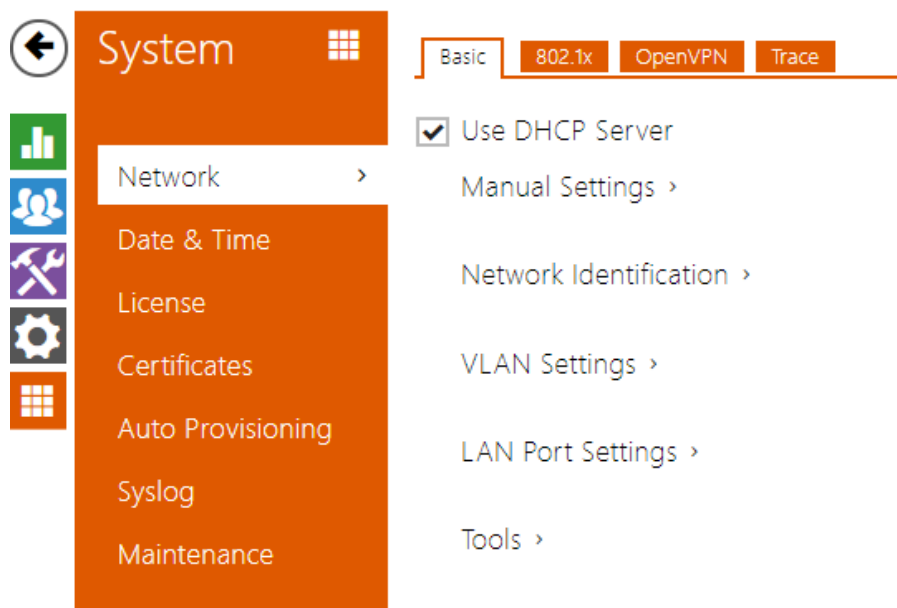 System
Network
Date & Time
License
Certificates
Auto Provisioning
Syslog
Maintenance
Basic 802.1x OpenVPN Trace
Use DHCP Server
Manual Settings
Network Identification
VLAN Settings
LAN Port Settings
Tools